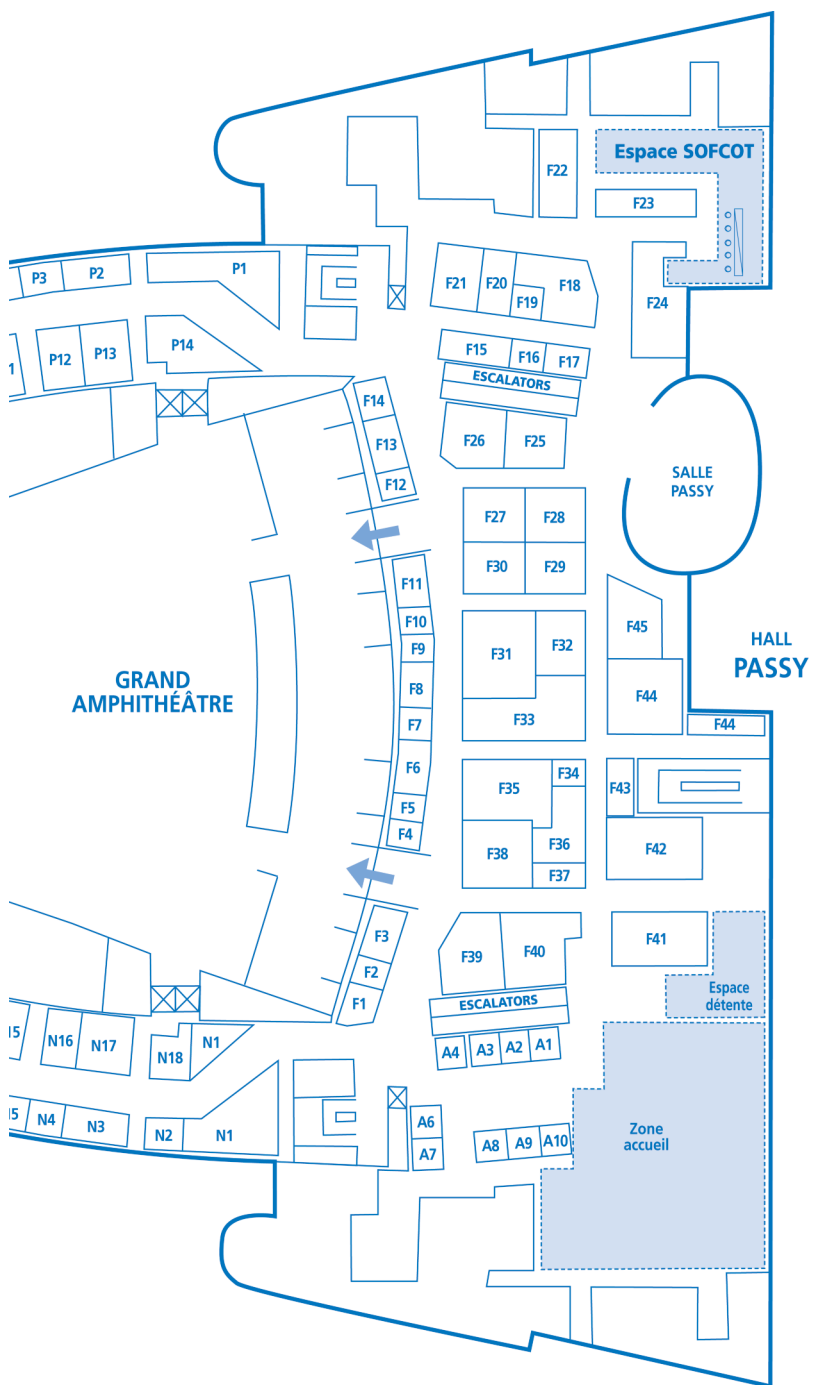 Espace SOFCOT
F22
F23
P3
P2
P1
F21
F20
F18
F19
F24
P12
P13
P14
F15
F16
F17
ESCALATORS
F14
F13
F12
F26
F25
SALLE
PASSY
F27
F28
F30
F29
F11
F10
F9
F8
F7
F6
F5
F4
F31
F32
F33
F45
F44
F44
HALL
PASSY
GRAND
AMPHITHÉÂTRE
F35
F34
F36
F38
F37
F43
F42
F3
F2
F1
F39
F40
F41
Espace
détente
ESCALATORS
A4
A3
A2
A1
N16
N17
N18
N1
N4
N3
N2
N1
A6
A7
A8
A9
A10
Zone
accueil